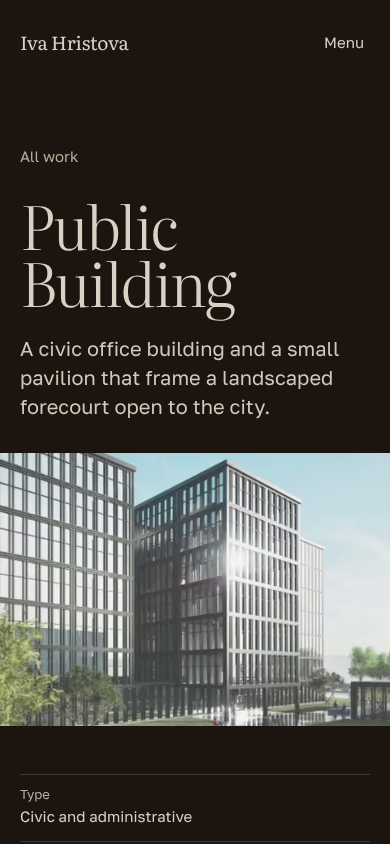 Iva Hristova
Menu
All work
Public
Building
A civic office building and a small
pavilion that frame a landscaped
forecourt open to the city.
Type
Civic and administrative